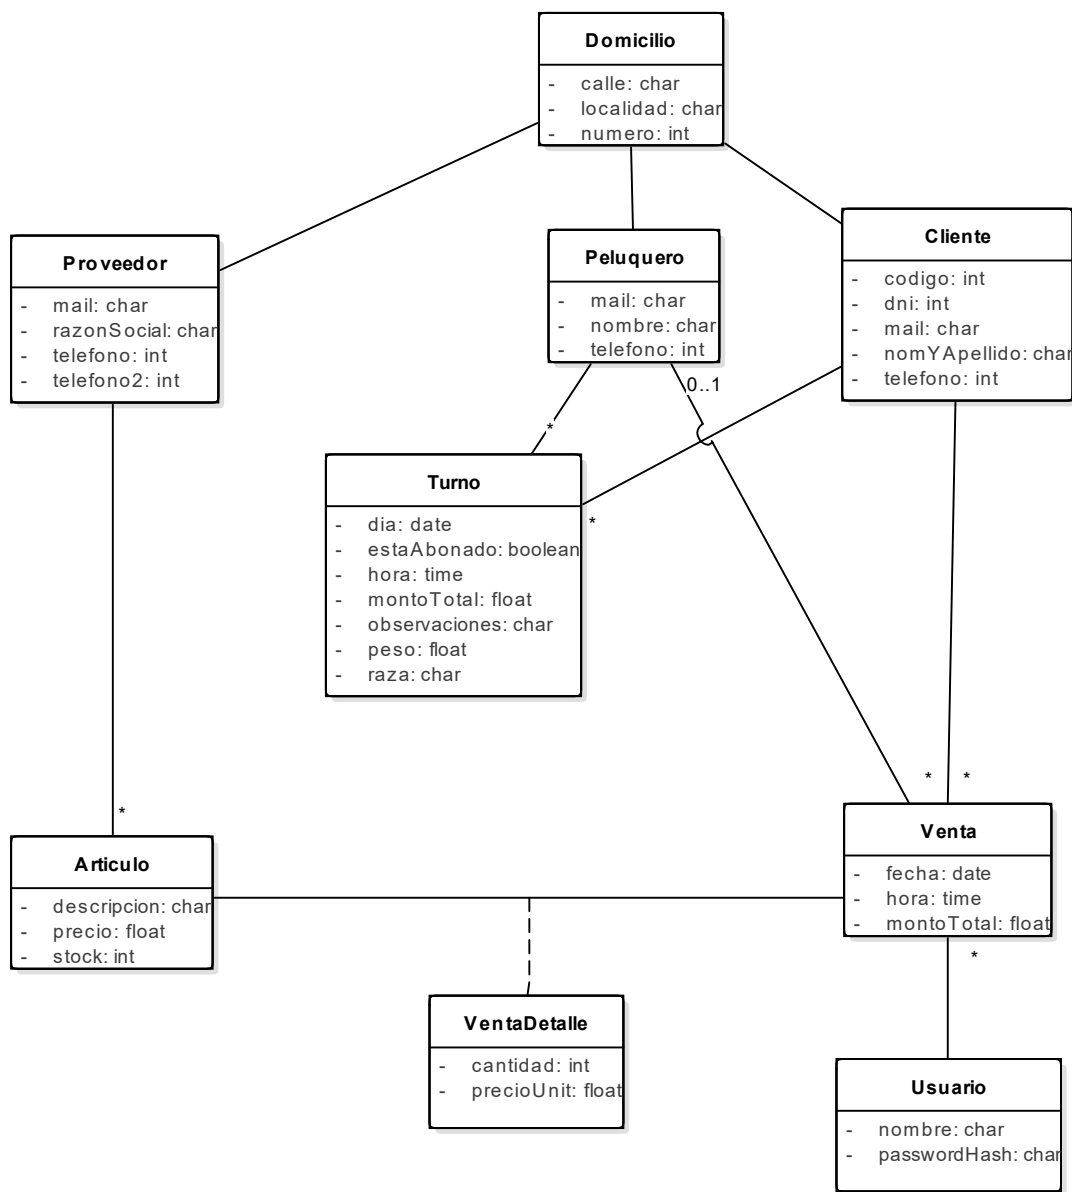 Domicilio
- calle: char
- localidad: char
- numero: int
Proveedor
- mail: char
- razonSocial: char
- telefono: int
- telefono2: int
Peluquero
- mail: char
- nombre: char
- telefono: int
Cliente
- codigo: int
- dni: int
- mail: char
- nomYApellido: char
- telefono: int
0..1
*
Turno
- dia: date
- estaAbonado: boolean
- hora: time
- montoTotal: float
- observaciones: char
- peso: float
- raza: char
*
* *
*
Articulo
- descripcion: char
- precio: float
- stock: int
Venta
- fecha: date
- hora: time
- montoTotal: float
*
VentaDetalle
- cantidad: int
- precioUnit: float
Usuario
- nombre: char
- passwordHash: char